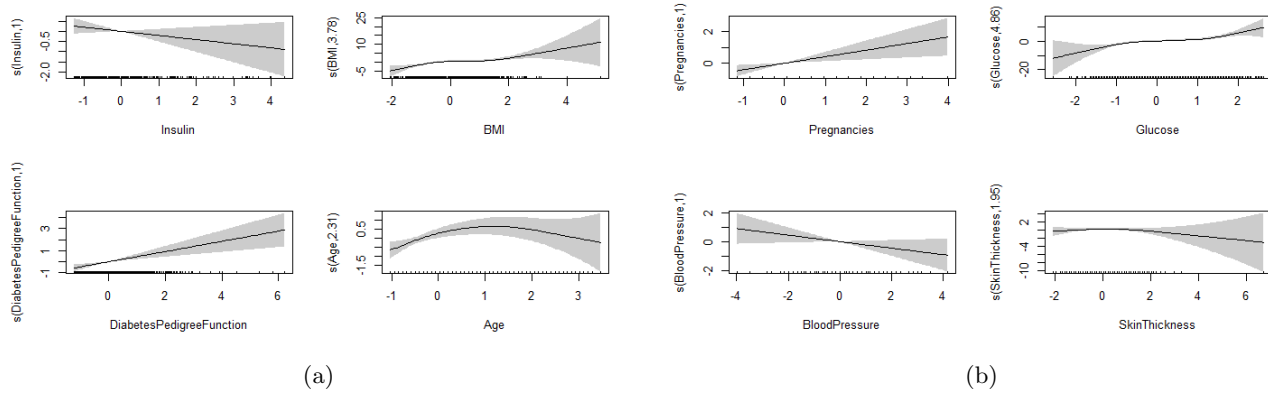 s(Insulin,1)
-0.5
-2.0
-1 0 1 2 3 4
Insulin
s(BMI,3.78)
25
10
-5
-2 0 2 4
BMI
s(DiabetesPedigreeFunction,1)
3
1
-1
0 2 4 6
DiabetesPedigreeFunction
s(Age,2.31)
0.5
-1.5
-1 0 1 2 3
Age
(a)
s(Pregnancies,1)
2
0
-1 0 1 2 3 4
Pregnancies
s(Glucose,4.86)
0
-20
-2 -1 0 1 2
Glucose
s(BloodPressure,1)
2
0
-2
-4 -2 0 2 4
BloodPressure
s(SkinThickness,1.95)
2
-4
-10
-2 0 2 4 6
SkinThickness
(b)